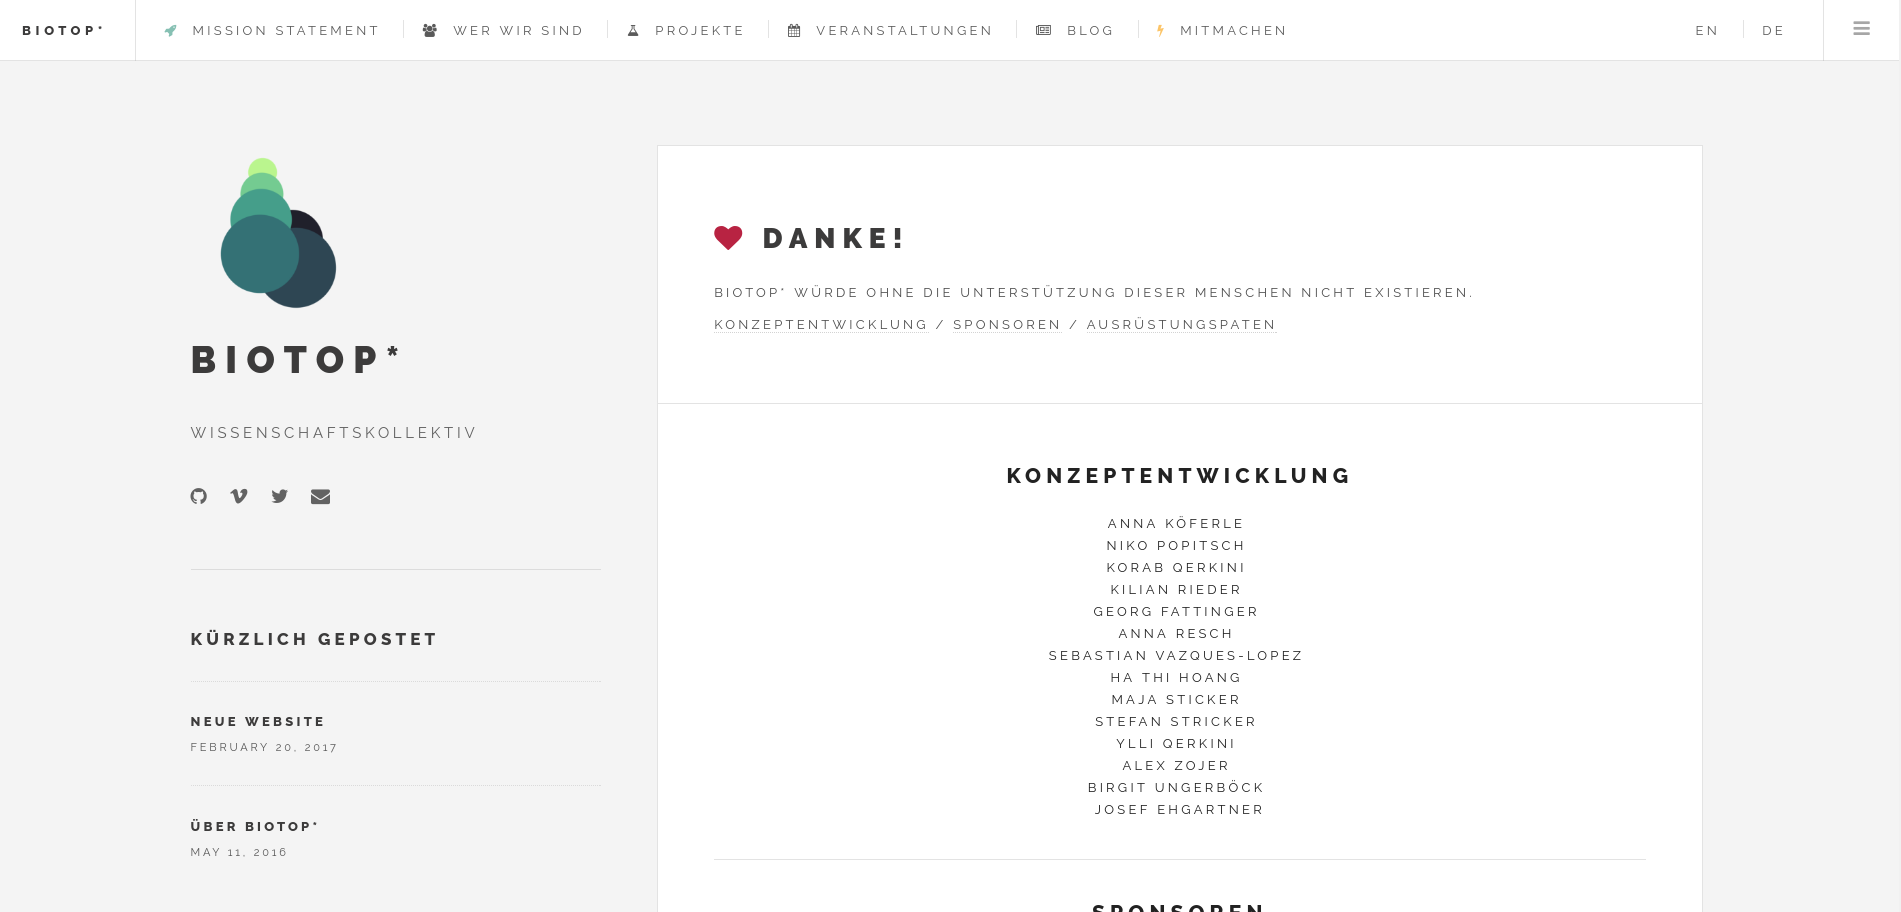 BIOTOP*
MISSION STATEMENT
WER WIR SIND
PROJEKTE
VERANSTALTUNGEN
BLOG
MITMACHEN
EN
DE
BIOTOP*
WISSENSCHAFTSKOLLEKTIV
KÜRZLICH GEPOSTET
NEUE WEBSITE
FEBRUARY 20, 2017
ÜBER BIOTOP*
MAY 11, 2016
DANKE!
BIOTOP* WÜRDE OHNE DIE UNTERSTÜTZUNG DIESER MENSCHEN NICHT EXISTIEREN.
KONZEPTENTWICKLUNG / SPONSOREN / AUSRÜSTUNGSPATEN
KONZEPTENTWICKLUNG
ANNA KÖFERLE
NIKO POPITSCH
KORAB QERKINI
KILIAN RIEDER
GEORG FATTINGER
ANNA RESCH
SEBASTIAN VAZQUES-LOPEZ
HA THI HOANG
MAJA STICKER
STEFAN STRICKER
YLLI QERKINI
ALEX ZOJER
BIRGIT UNGERBÖCK
JOSEF EHGARTNER
SPONSOREN